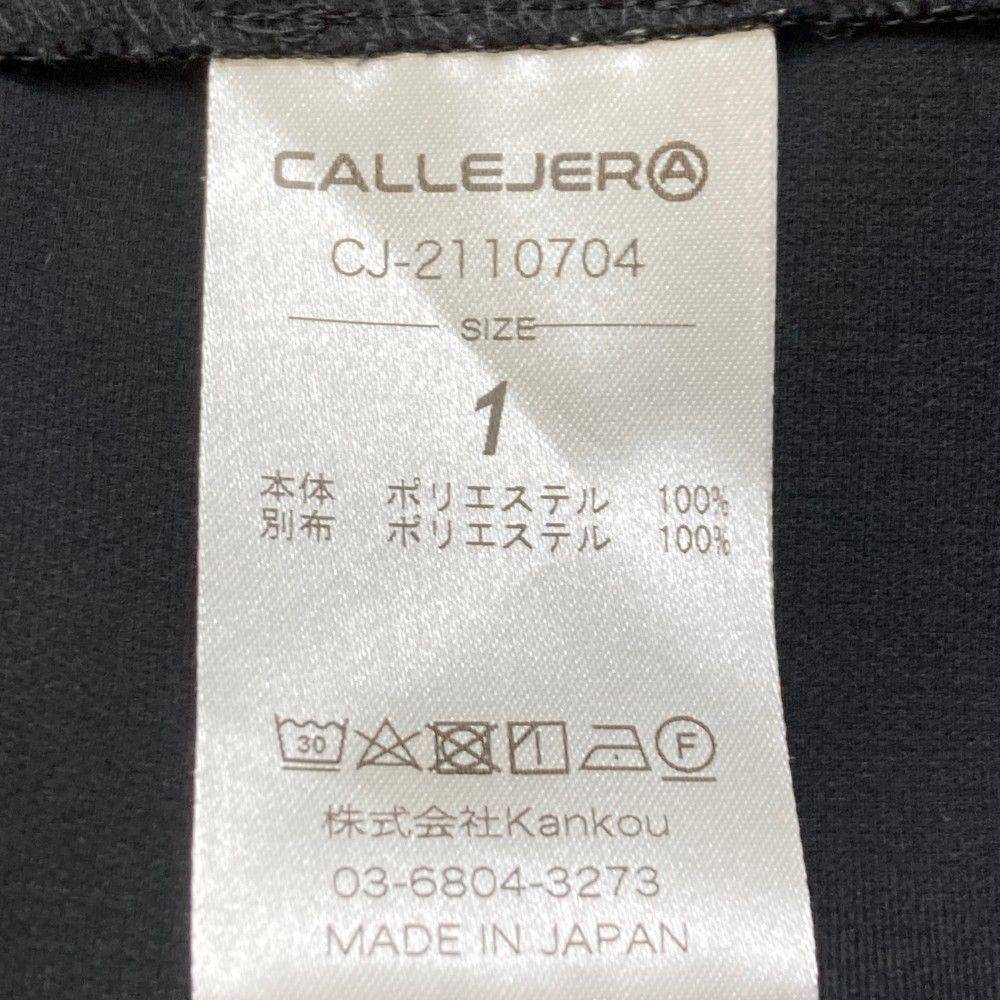 CALLEJERA
CJ-2110704
SIZE
1
本体 ポリエステル 100%
別布 ポリエステル 100%
30 F
株式会社Kankou
03-6804-3273
MADE IN JAPAN